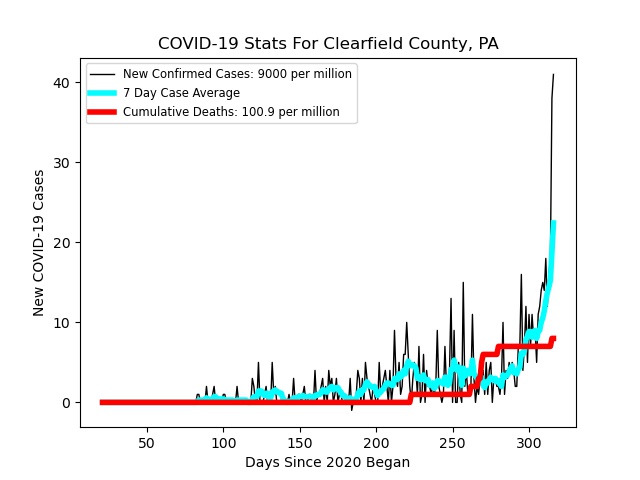 COVID-19 Stats For Clearfield County, PA
New Confirmed Cases: 9000 per million
7 Day Case Average
Cumulative Deaths: 100.9 per million
New COVID-19 Cases
40
30
20
10
0
50 100 150 200 250 300
Days Since 2020 Began